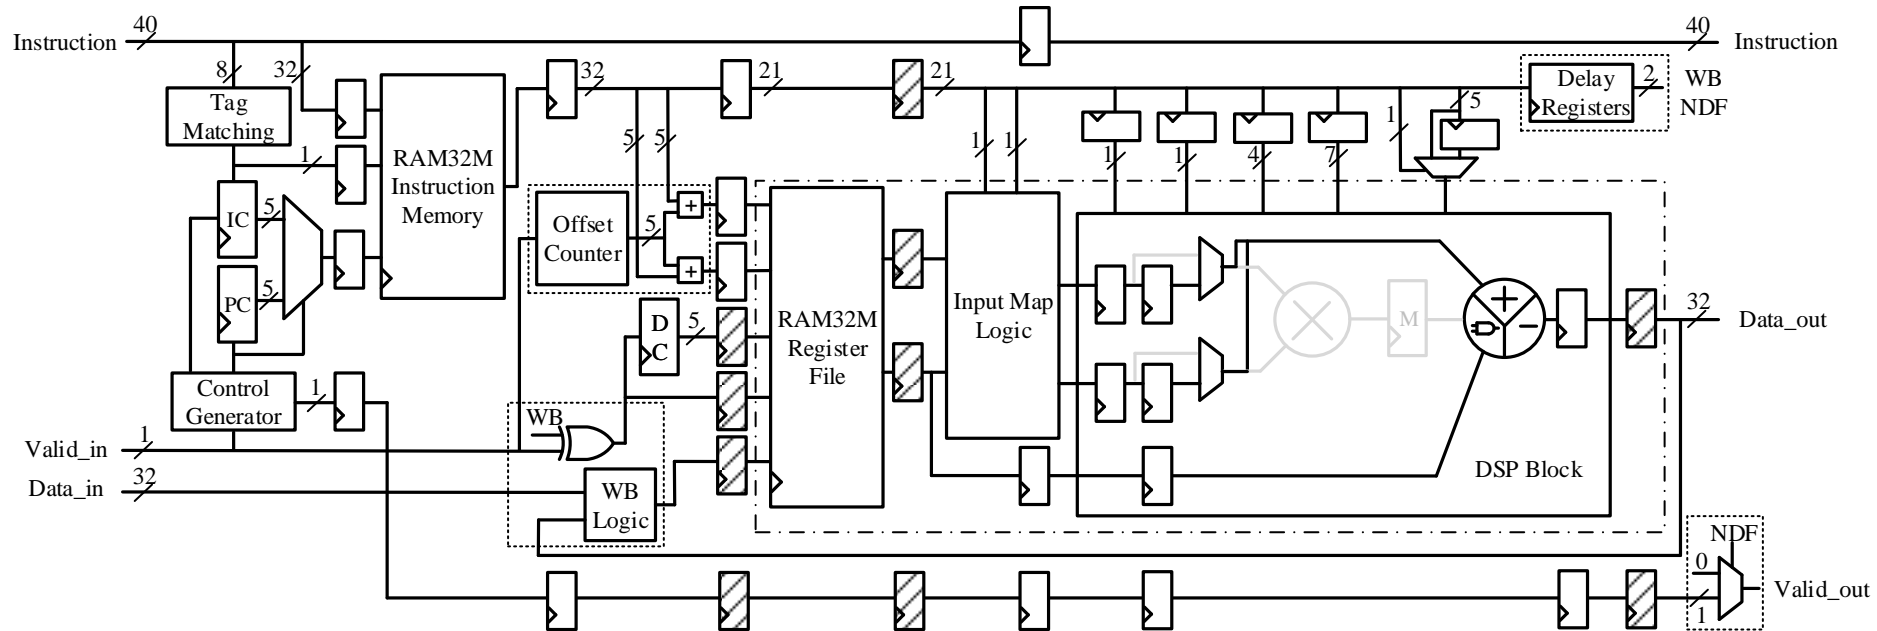 40
Instruction
8
32
Tag
Matching
1
RAM32M
Instruction
Memory
IC
5
PC
5
Control
Generator
1
Valid_in
1
Data_in
32
32
21
21
5
5
Offset
Counter
5
+
+
D
C
5
WB
WB
Logic
RAM32M
Register
File
1
1
Input Map
Logic
1
1
4
7
1
5
Delay
Registers
2
WB
NDF
40
Instruction
M
+
−
DSP Block
32
Data_out
NDF
0
1
Valid_out